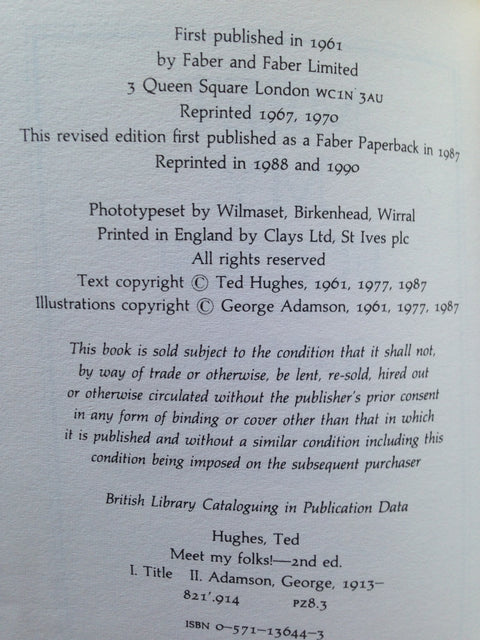 First published in 1961
by Faber and Faber Limited
3 Queen Square London WC1N 3AU
Reprinted 1967, 1970
This revised edition first published as a Faber Paperback in 1987
Reprinted in 1988 and 1990
Phototypeset by Wilmaset, Birkenhead, Wirral
Printed in England by Clays Ltd, St Ives plc
All rights reserved
Text copyright © Ted Hughes, 1961, 1977, 1987
Illustrations copyright © George Adamson, 1961, 1977, 1987
This book is sold subject to the condition that it shall not,
by way of trade or otherwise, be lent, re-sold, hired out
or otherwise circulated without the publisher's prior consent
in any form of binding or cover other than that in which
it is published and without a similar condition including this
condition being imposed on the subsequent purchaser
British Library Cataloguing in Publication Data
Hughes, Ted
Meet my folks!—2nd ed.
I. Title II. Adamson, George, 1913–
821'.914 PZ8.3
ISBN 0–571–13644–3